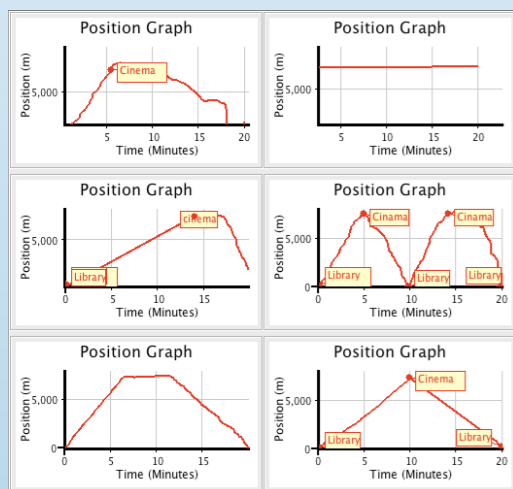 Position Graph
Position (m)
5,000
Cinema
5 10 15 20
Time (Minutes)
Position Graph
Position (m)
5,000
5 10 15 20
Time (Minutes)
Position Graph
Position (m)
5,000
cinema
Library
0 5 10 15
Time (Minutes)
Position Graph
Position (m)
5,000
Cinama Cinama
Library Library Library
0
0 5 10 15 20
Time (Minutes)
Position Graph
Position (m)
5,000
0
0 5 10 15
Time (Minutes)
Position Graph
Position (m)
5,000
Cinema
Library Library
0
0 5 10 15 20
Time (Minutes)